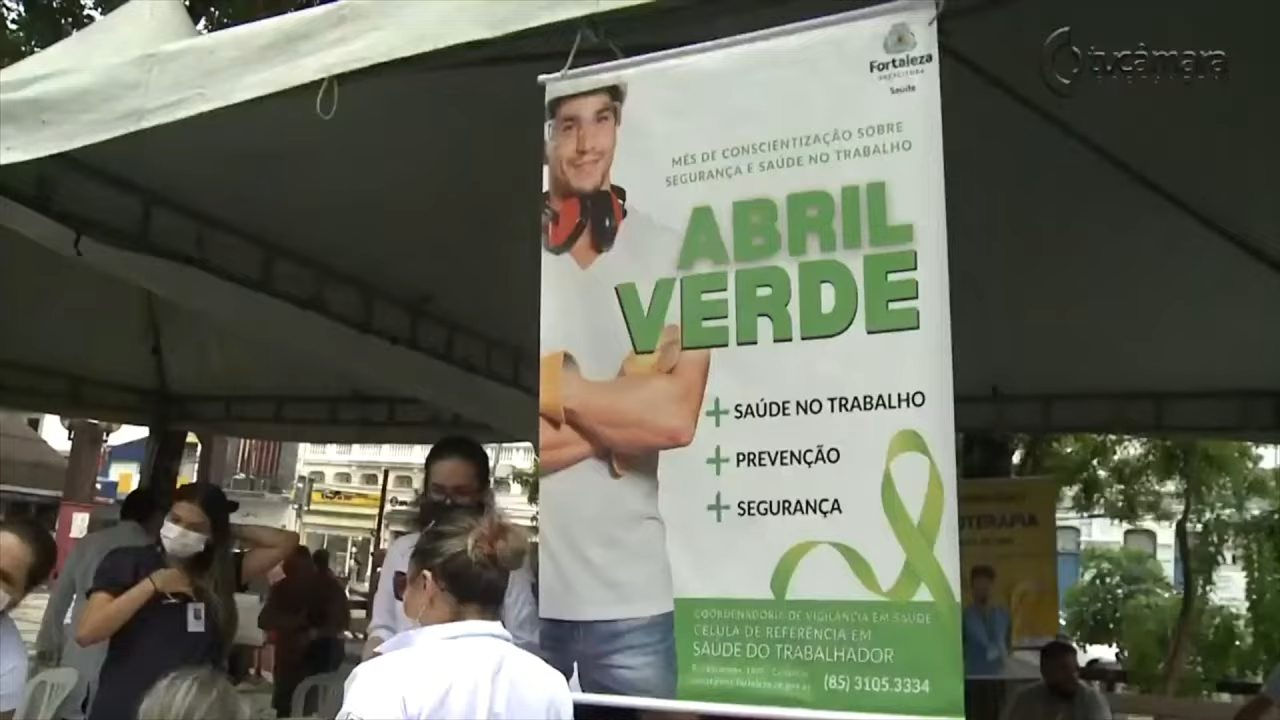 tvcâmara
Fortaleza
PREFEITURA
Saúde
MÊS DE CONSCIENTIZAÇÃO SOBRE
SEGURANÇA E SAÚDE NO TRABALHO
ABRIL
VERDE
+ SAÚDE NO TRABALHO
+ PREVENÇÃO
+ SEGURANÇA
COORDENADORIA DE VIGILÂNCIA EM SAÚDE
CÉLULA DE REFERÊNCIA EM
SAÚDE DO TRABALHADOR
(85) 3105.3334